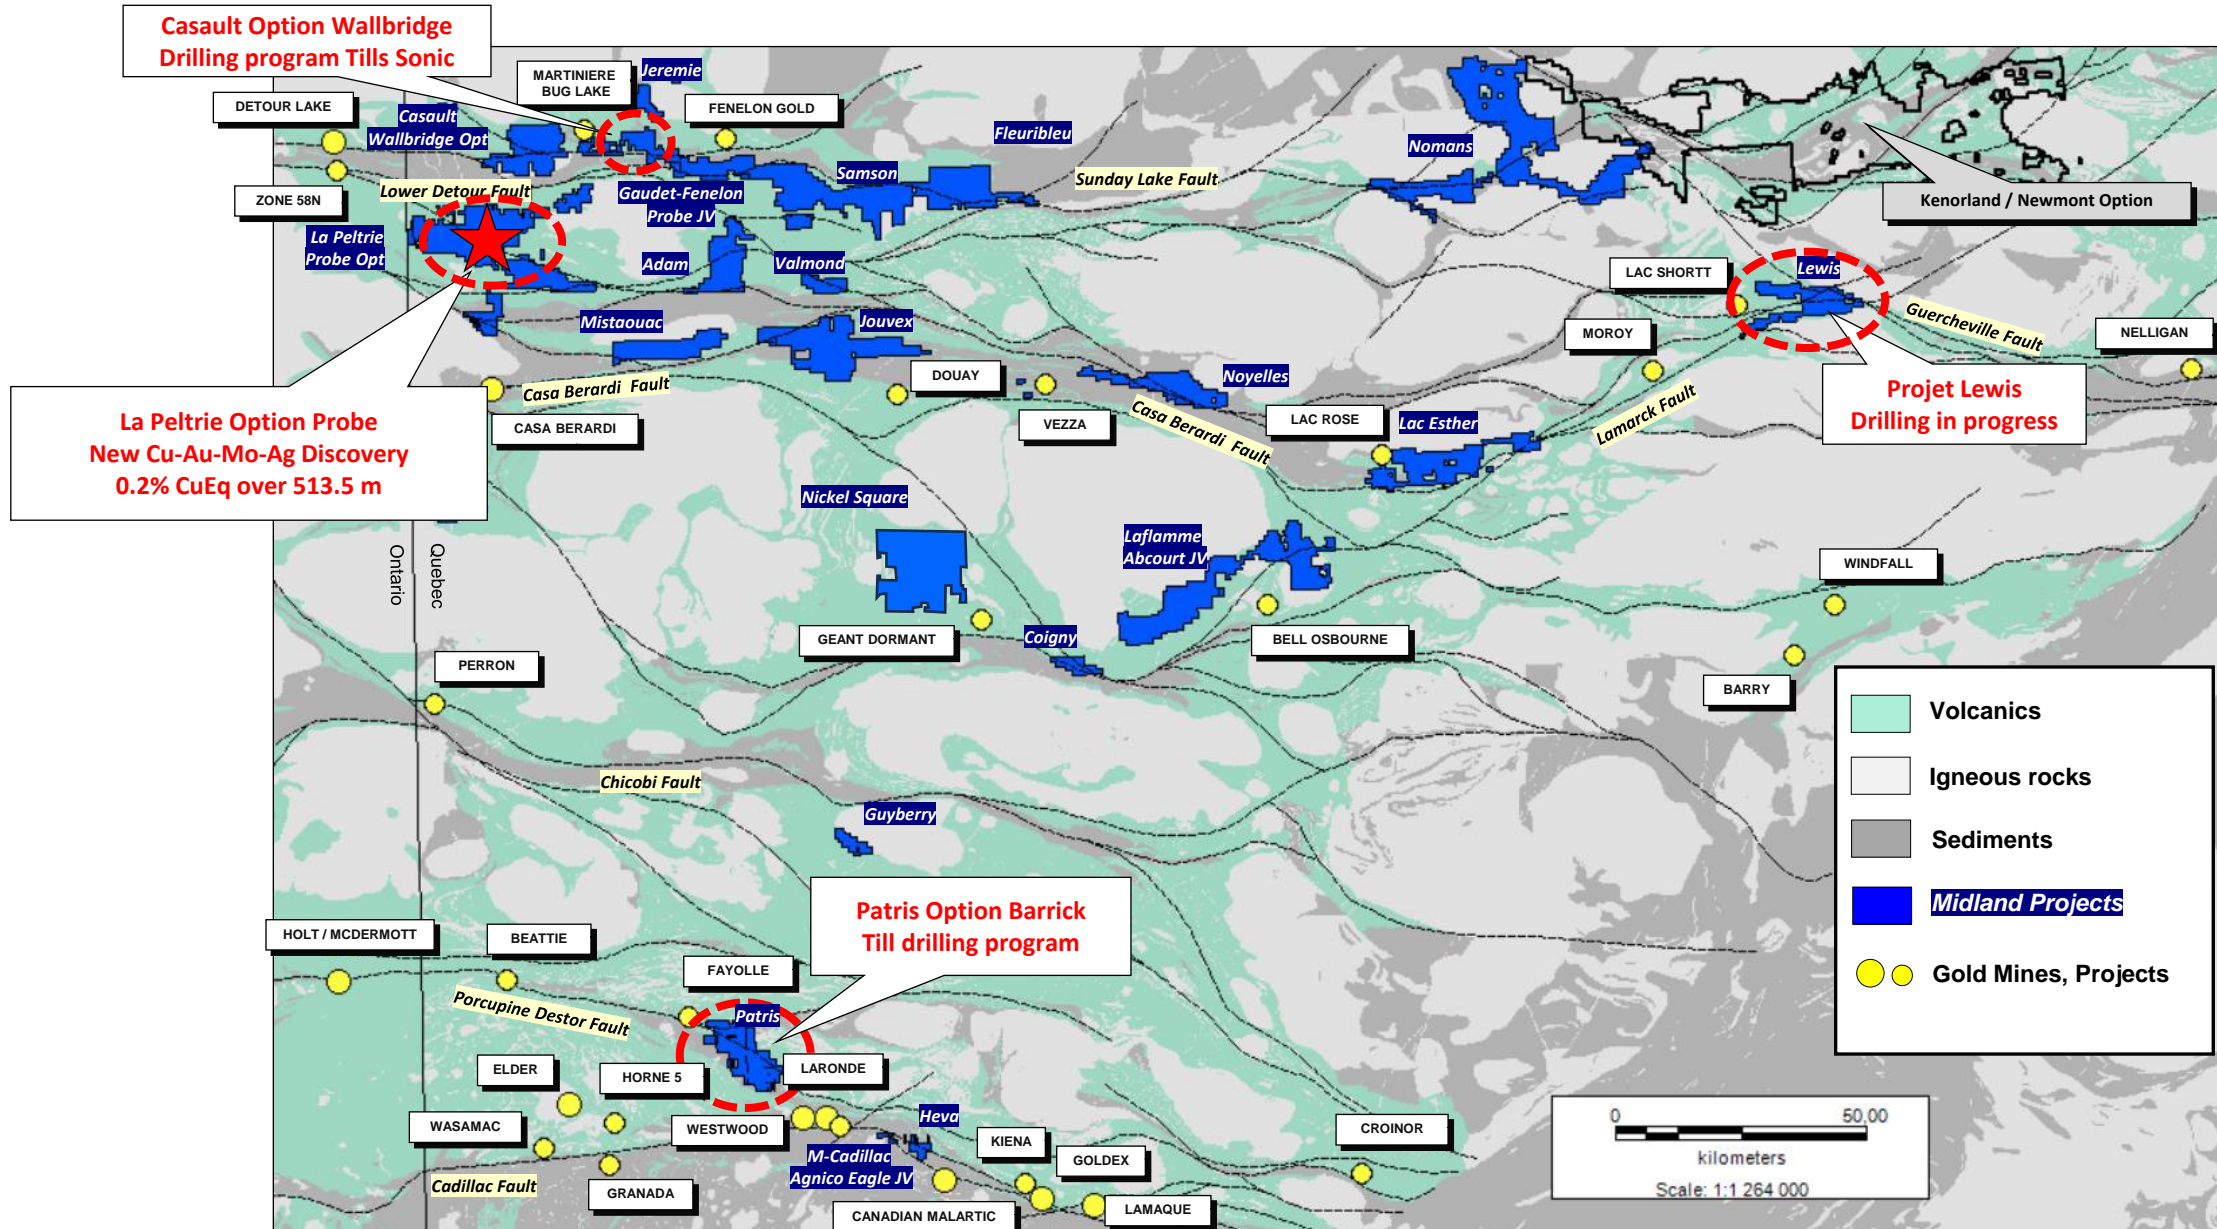 Casault Option Wallbridge
Drilling program Tills Sonic
MARTINIERE
BUG LAKE
Jeremie
DETOUR LAKE
Casault
Wallbridge Opt
FENELON GOLD
Fleuribleu
Nomans
Samson
Sunday Lake Fault
Lower Detour Fault
Gaudet-Fenelon
Probe JV
ZONE 58N
Kenorland / Newmont Option
La Peltrie
Probe Opt
Adam
Valmond
LAC SHORTT
Lewis
Guercheville Fault
Mistaouac
Jouvex
MOROY
NELLIGAN
DOUAY
Noyelles
Casa Berardi  Fault
VEZZA
Casa Berardi  Fault
LAC ROSE
Lac Esther
Lamarck Fault
Projet Lewis
Drilling in progress
CASA BERARDI
La Peltrie Option Probe
New Cu-Au-Mo-Ag Discovery
0.2% CuEq over 513.5 m
Nickel Square
Laflamme
Abcourt JV
Ontario
Quebec
WINDFALL
GEANT DORMANT
Coigny
BELL OSBOURNE
PERRON
BARRY
Volcanics
Igneous rocks
Sediments
Midland Projects
Gold Mines, Projects
Chicobi Fault
Guyberry
Patris Option Barrick
Till drilling program
HOLT / MCDERMOTT
BEATTIE
FAYOLLE
Porcupine Destor Fault
Patris
ELDER
HORNE 5
LARONDE
WASAMAC
WESTWOOD
Heva
KIENA
CROINOR
M-Cadillac
Agnico Eagle JV
GOLDEX
Cadillac Fault
GRANADA
CANADIAN MALARTIC
LAMAQUE
0 50,00
kilometers
Scale: 1:1 264 000